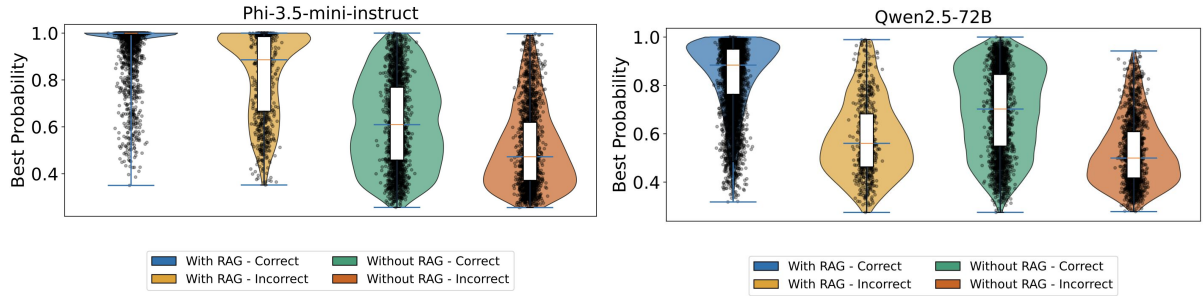 Phi-3.5-mini-instruct
Best Probability
1.0
0.8
0.6
0.4
With RAG - Correct
With RAG - Incorrect
Without RAG - Correct
Without RAG - Incorrect
Qwen2.5-72B
Best Probability
1.0
0.8
0.6
0.4
With RAG - Correct
With RAG - Incorrect
Without RAG - Correct
Without RAG - Incorrect